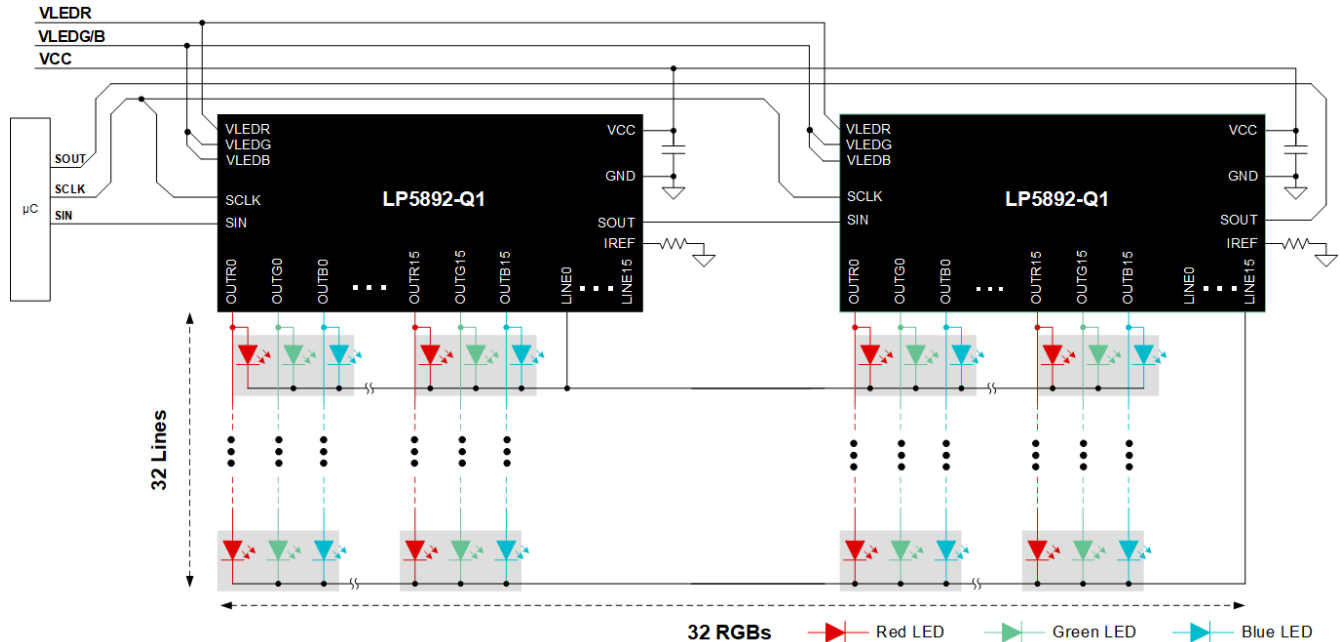 VLEDR
VLEDG/B
VCC
µC
SOUT
SCLK
SIN
VLEDR
VLEDG
VLEDB
SCLK
SIN
LP5892-Q1
VCC
GND
SOUT
IREF
OUTR0
OUTG0
OUTB0
OUTR15
OUTG15
OUTB15
LINE0
LINE15
VLEDR
VLEDG
VLEDB
SCLK
SIN
LP5892-Q1
VCC
GND
SOUT
IREF
OUTR0
OUTG0
OUTB0
OUTR15
OUTG15
OUTB15
LINE0
LINE15
32 Lines
32 RGBs
Red LED
Green LED
Blue LED